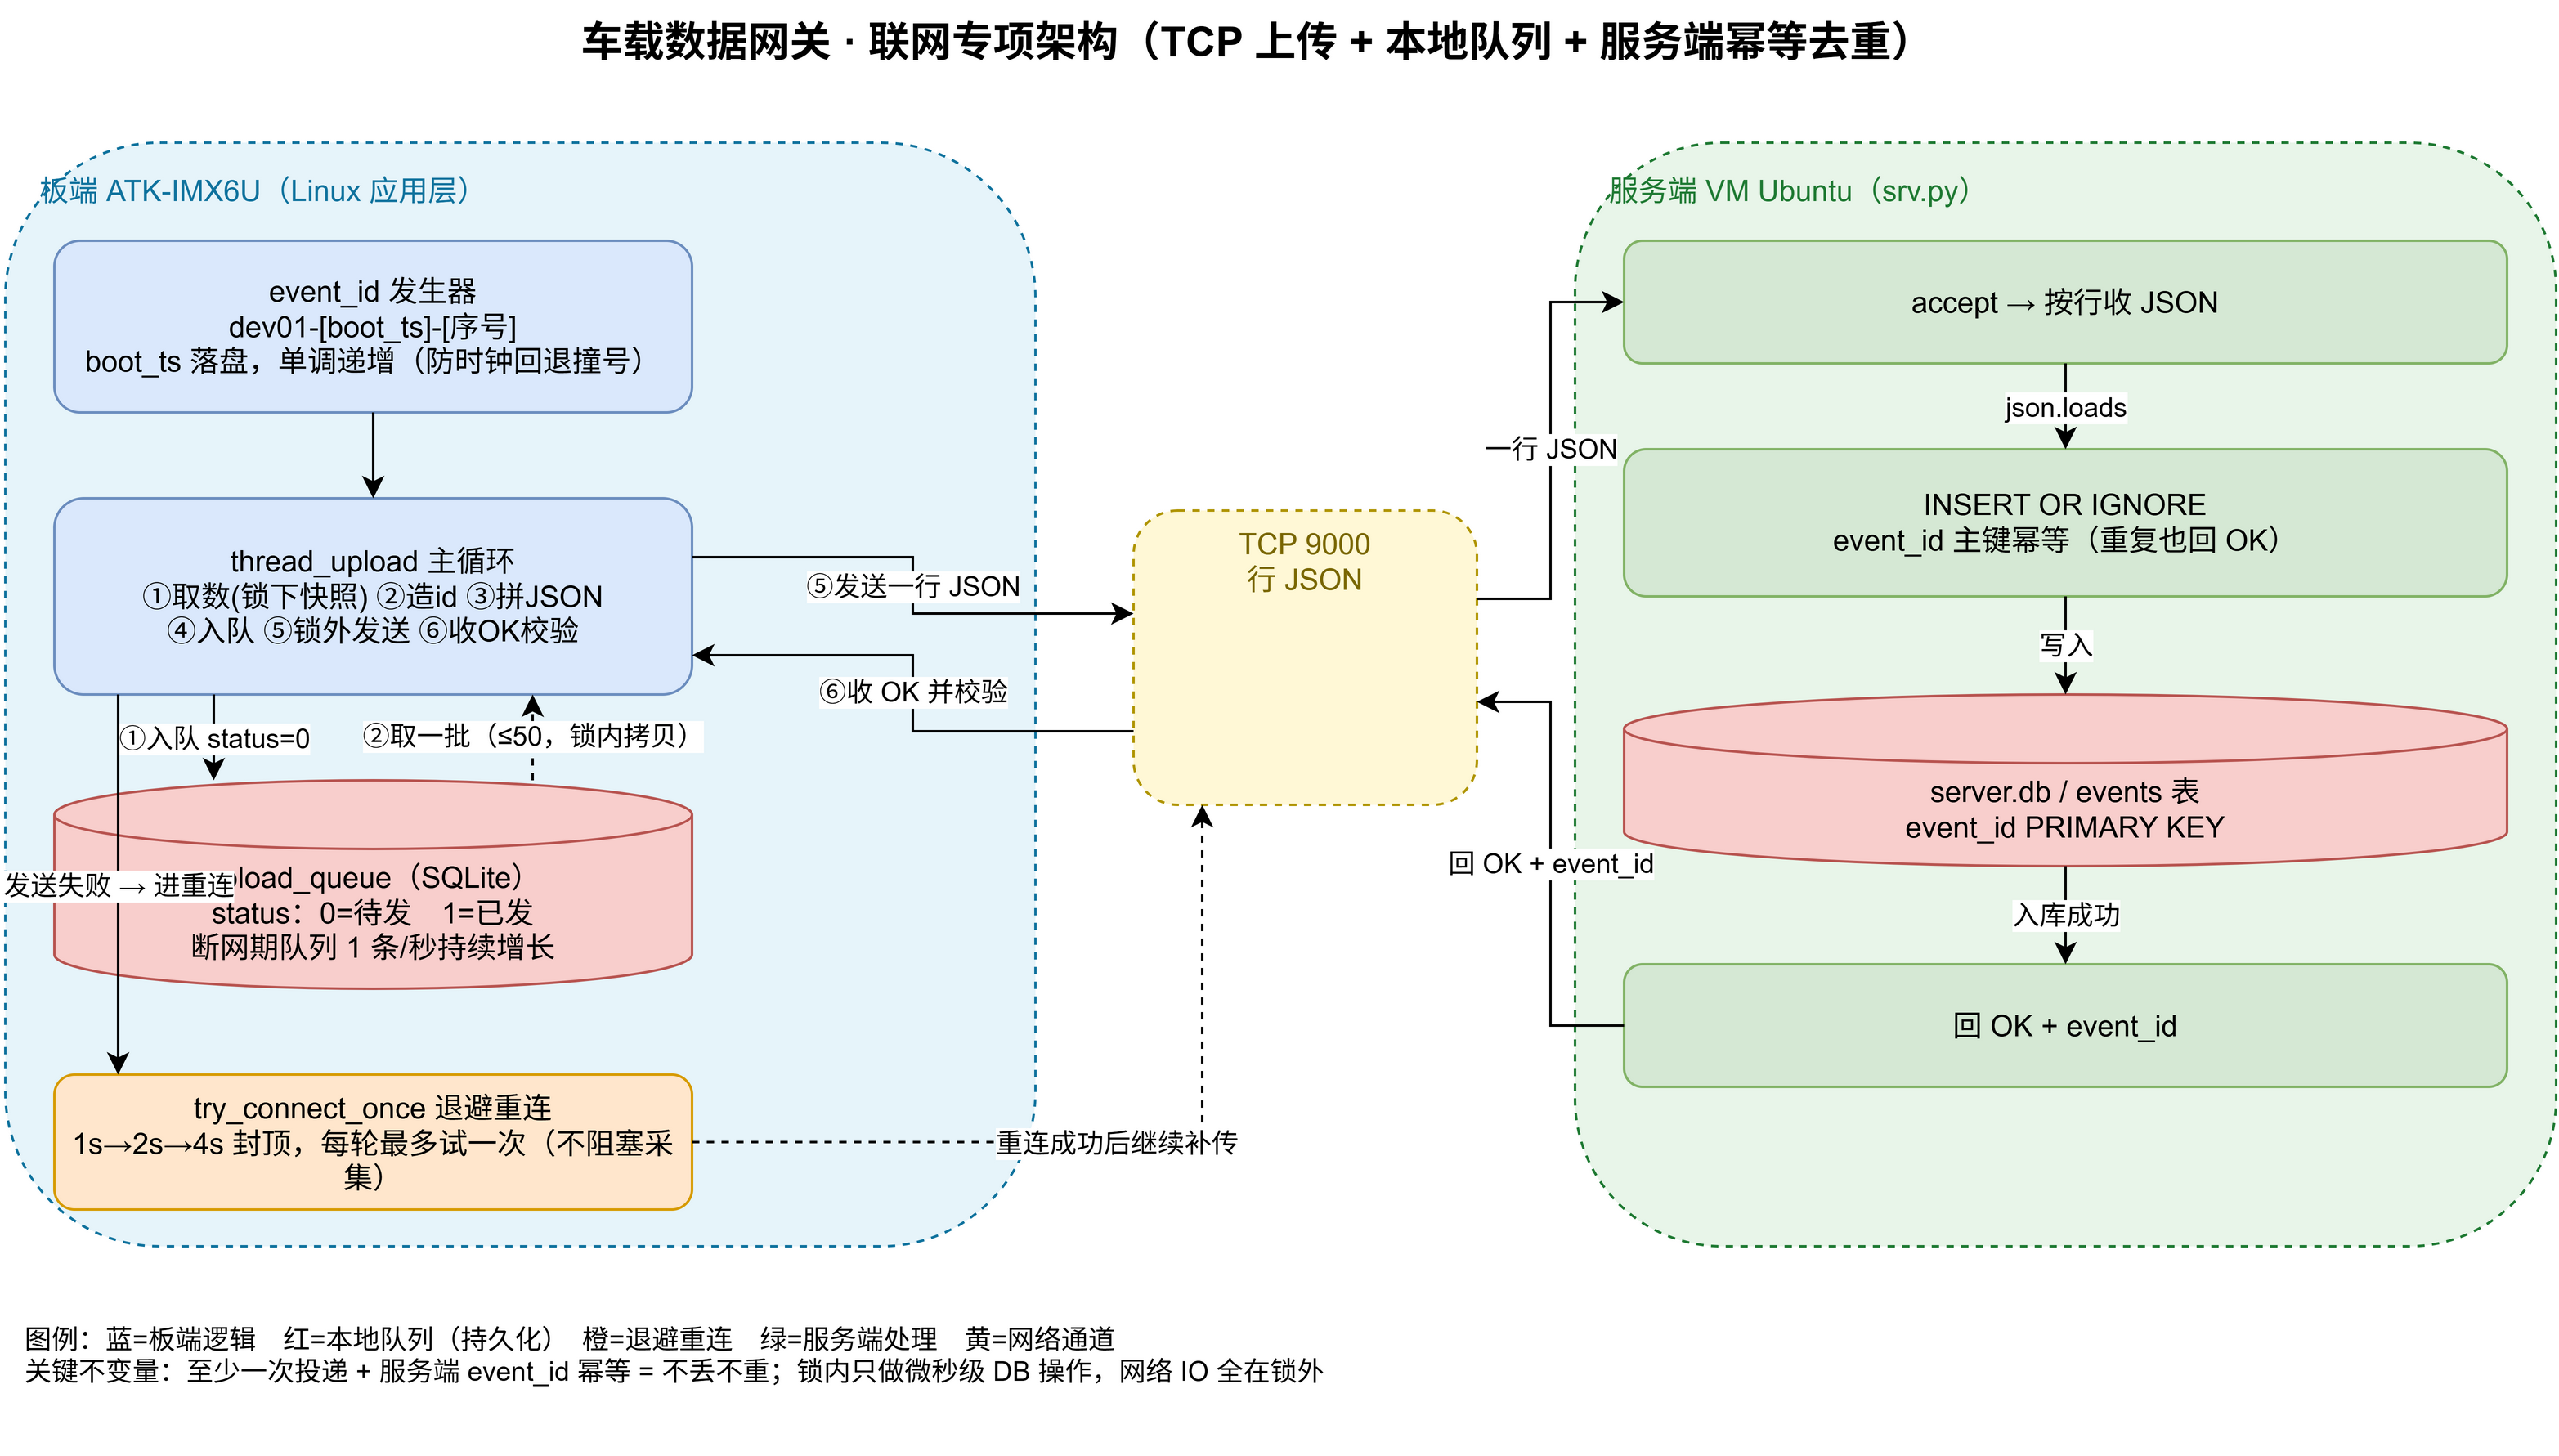 车载数据网关 · 联网专项架构（TCP 上传 + 本地队列 + 服务端幂等去重）
板端 ATK-IMX6U（Linux 应用层）
event_id 发生器
dev01-[boot_ts]-[序号]
boot_ts 落盘，单调递增（防时钟回退撞号）
thread_upload 主循环
①取数(锁下快照) ②造id ③拼JSON
④入队 ⑤锁外发送 ⑥收OK校验
①入队 status=0
②取一批（≤50，锁内拷贝）
发送失败 → 进重连
load_queue（SQLite）
status：0=待发 1=已发
断网期队列 1 条/秒持续增长
try_connect_once 退避重连
1s→2s→4s 封顶，每轮最多试一次（不阻塞采
集）
⑤发送一行 JSON
⑥收 OK 并校验
重连成功后继续补传
TCP 9000
行 JSON
一行 JSON
回 OK + event_id
服务端 VM Ubuntu（srv.py）
accept → 按行收 JSON
json.loads
INSERT OR IGNORE
event_id 主键幂等（重复也回 OK）
写入
server.db / events 表
event_id PRIMARY KEY
入库成功
回 OK + event_id
图例：蓝=板端逻辑 红=本地队列（持久化） 橙=退避重连 绿=服务端处理 黄=网络通道
关键不变量：至少一次投递 + 服务端 event_id 幂等 = 不丢不重；锁内只做微秒级 DB 操作，网络 IO 全在锁外